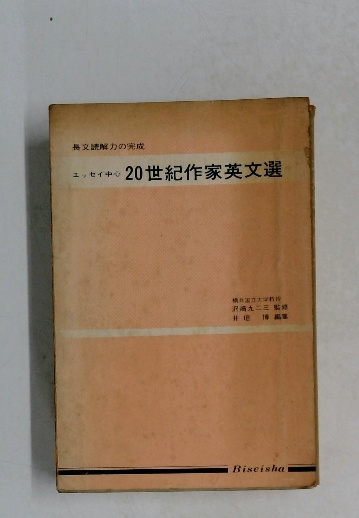 長文読解力の完成
エッセイ中心 20世紀作家英文選
横浜国立大学教授
沢崎九二三 監修
井 博 編集
Biseisha